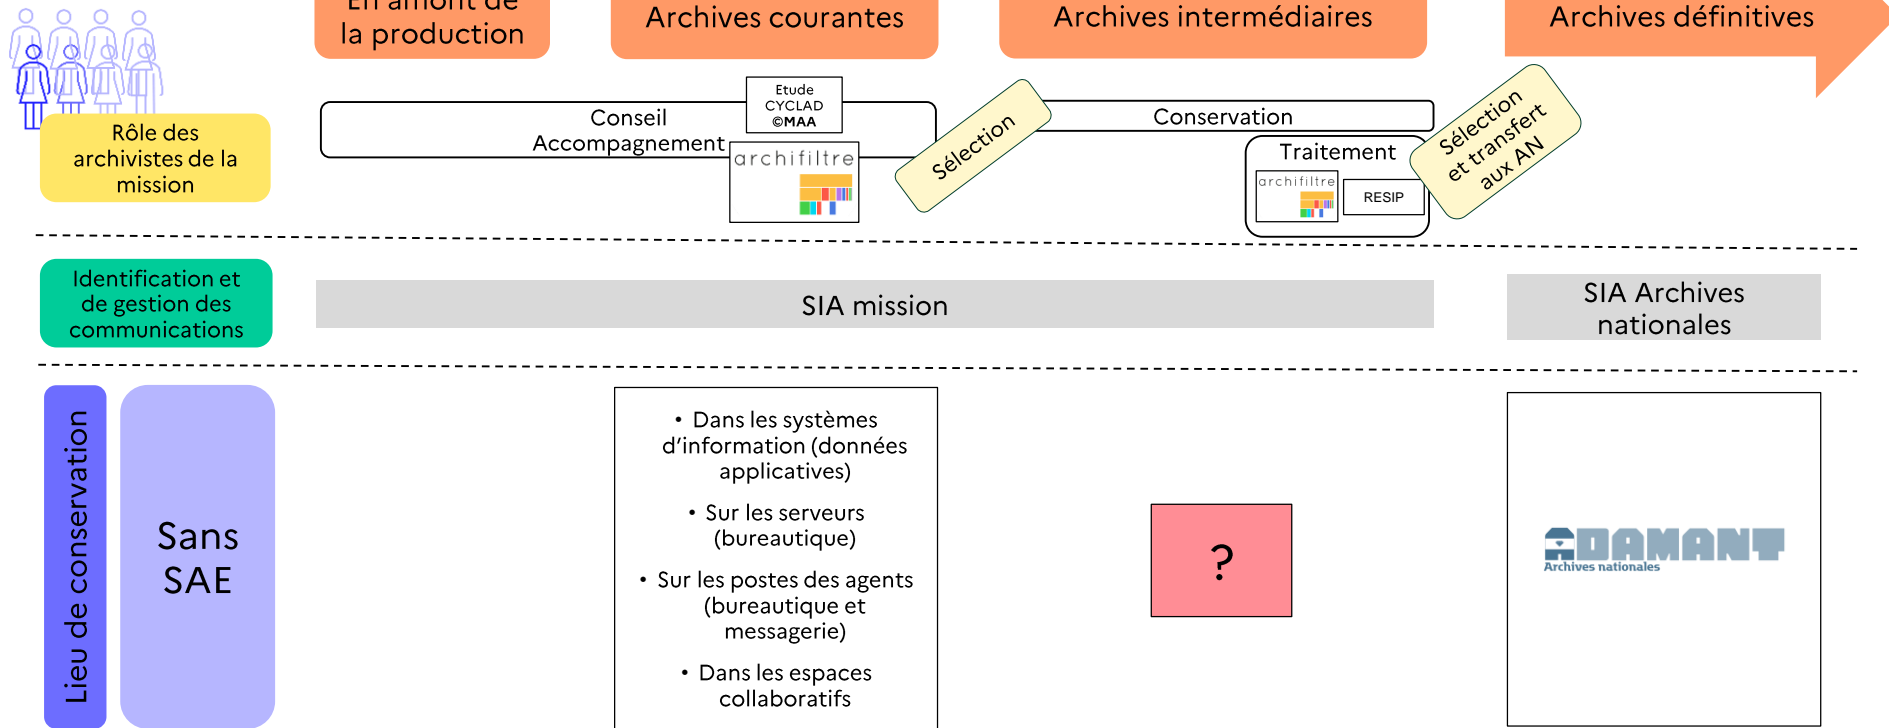 En amont de
la production
Archives courantes
Archives intermédiaires
Archives définitives
Rôle des
archivistes de la
mission
Conseil
Accompagnement
Etude
CYCLAD
©MAA
archifiltre
Sélection
Conservation
Traitement
archifiltre
RESIP
Sélection
et transfert
aux AN
Identification et
de gestion des
communications
SIA mission
SIA Archives
nationales
Lieu de conservation
Sans
SAE
• Dans les systèmes
d’information (données
applicatives)
• Sur les serveurs
(bureautique)
• Sur les postes des agents
(bureautique et
messagerie)
• Dans les espaces
collaboratifs
?
ADAMANT
Archives nationales